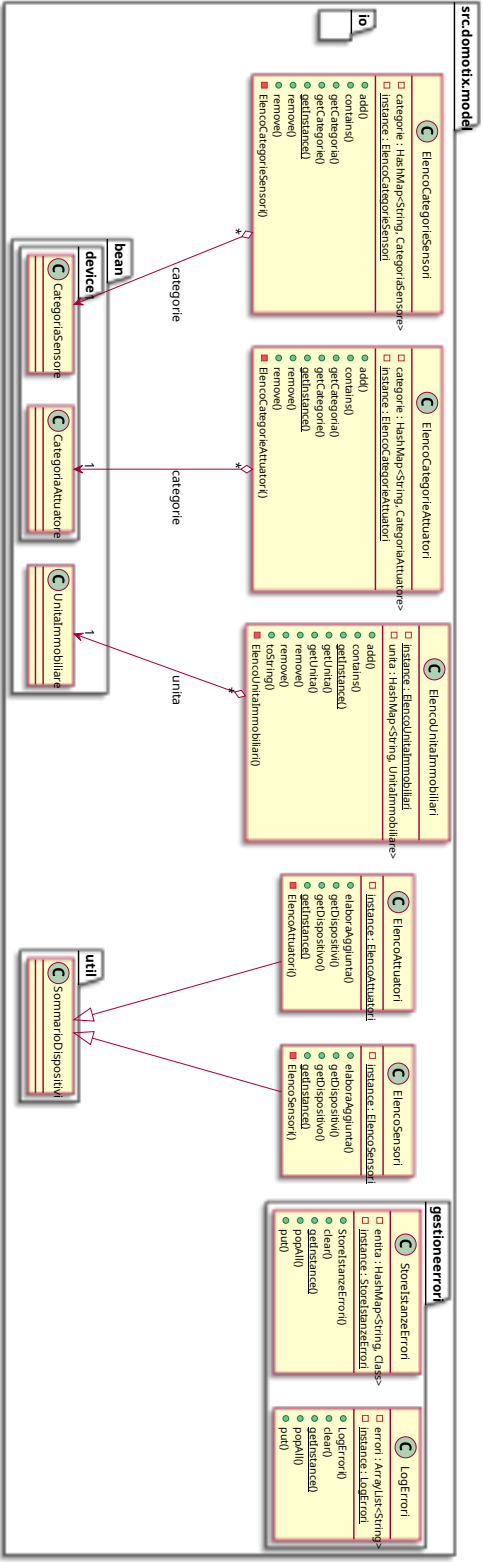 src.domotix.model
io
C ElencoCategorieSensori
categorie : HashMap<String, CategoriaSensore>
instance : ElencoCategorieSensori
add()
contains()
getCategoria()
getCategorie()
getInstance()
remove()
remove()
ElencoCategorieSensori()
C ElencoCategorieAttuatori
categorie : HashMap<String, CategoriaAttuatore>
instance : ElencoCategorieAttuatori
add()
contains()
getCategoria()
getCategorie()
getInstance()
remove()
remove()
ElencoCategorieAttuatori()
C ElencoUnitaImmobiliari
instance : ElencoUnitaImmobiliari
unita : HashMap<String, UnitaImmobiliare>
add()
contains()
getInstance()
getUnita()
getUnita()
remove()
remove()
toString()
ElencoUnitaImmobiliari()
C ElencoAttuatori
instance : ElencoAttuatori
elaboraAggiunta()
getDispositivi()
getDispositivo()
getInstance()
ElencoAttuatori()
C ElencoSensori
instance : ElencoSensori
elaboraAggiunta()
getDispositivi()
getDispositivo()
getInstance()
ElencoSensori()
gestioneerrori
C StoreIstanzeErrori
entita : HashMap<String, Class>
instance : StoreIstanzeErrori
StoreIstanzeErrori()
clear()
getInstance()
popAll()
put()
C LogErrori
errori : ArrayList<String>
instance : LogErrori
LogErrori()
clear()
getInstance()
popAll()
put()
*
categorie
1
*
categorie
1
*
unita
1
bean
device
C CategoriaSensore
C CategoriaAttuatore
C UnitaImmobiliare
util
C SommarioDispositivi